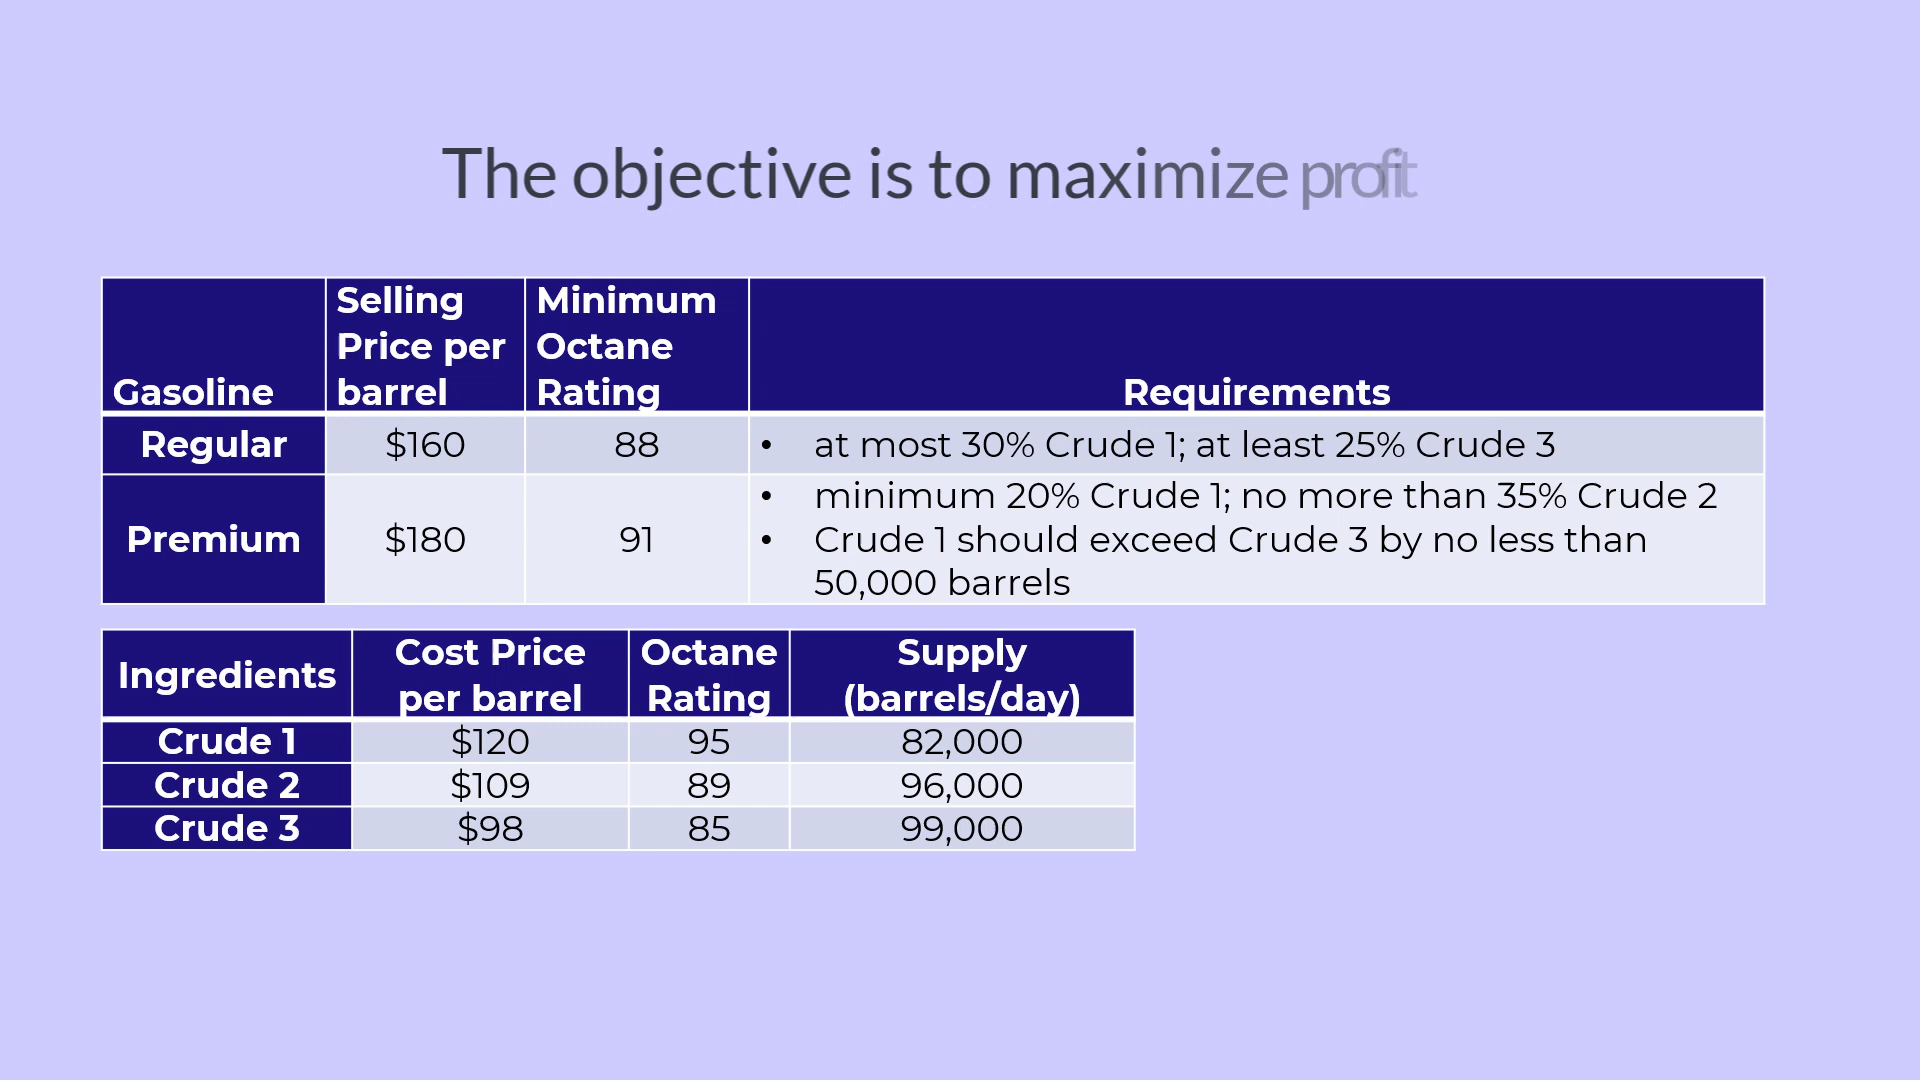 The objective is to maximize profit
Gasoline Selling Price per barrel Minimum Octane Rating Requirements
Regular $160 88 • at most 30% Crude 1; at least 25% Crude 3
Premium $180 91 • minimum 20% Crude 1; no more than 35% Crude 2
• Crude 1 should exceed Crude 3 by no less than
50,000 barrels
Ingredients Cost Price per barrel Octane Rating Supply (barrels/day)
Crude 1 $120 95 82,000
Crude 2 $109 89 96,000
Crude 3 $98 85 99,000